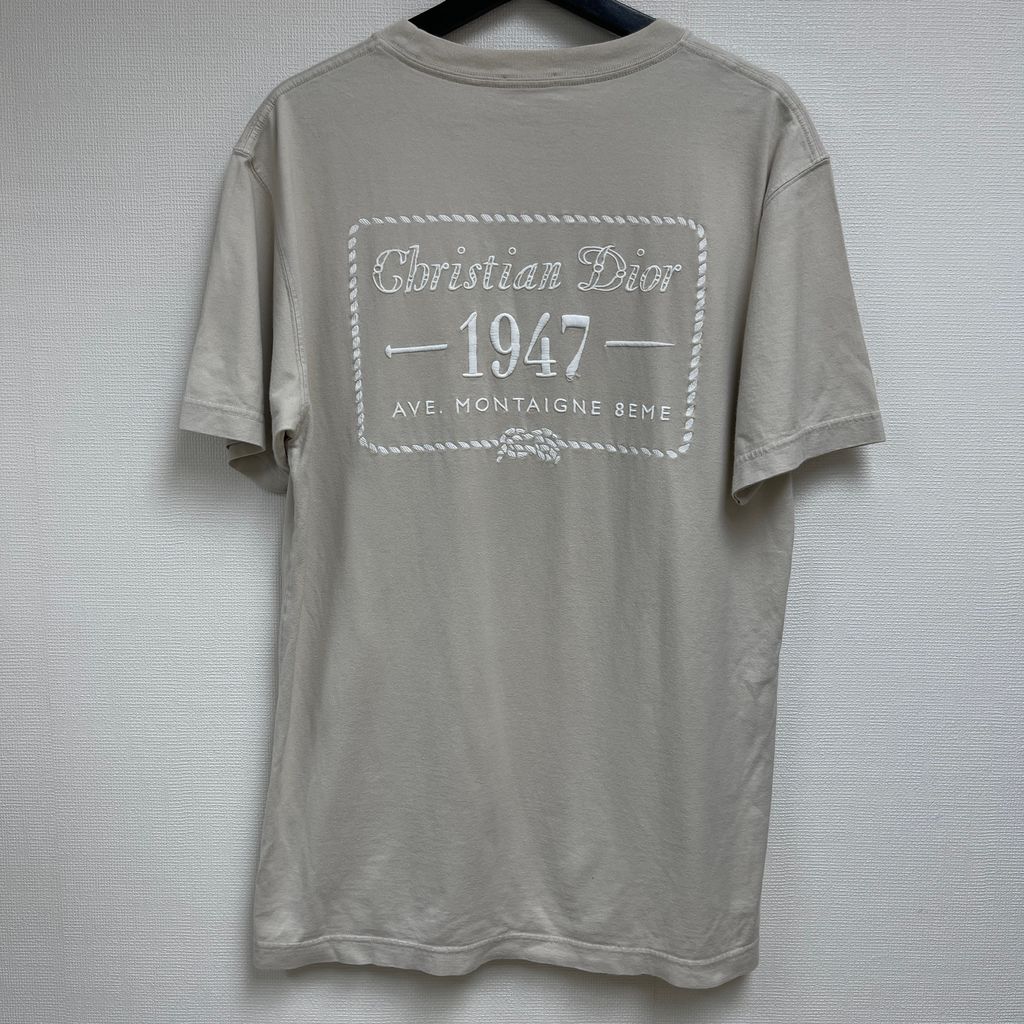 Christian Dior
1947
AVE. MONTAIGNE 8EME